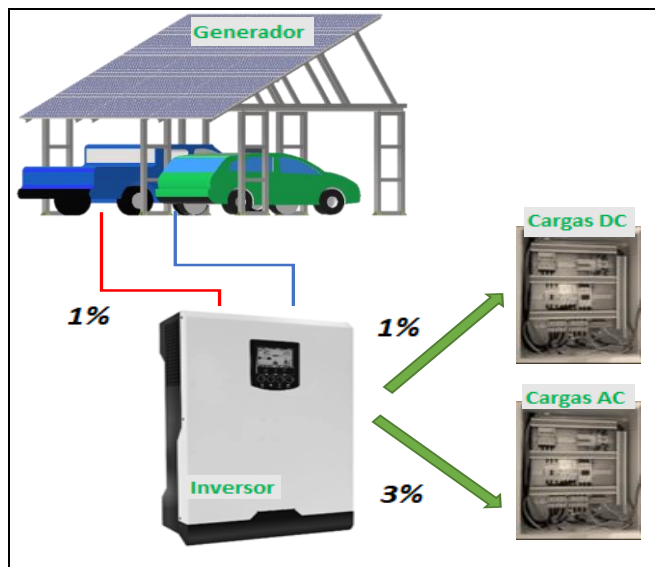 Generador
Cargas DC
1%
1%
Cargas AC
Inversor
3%